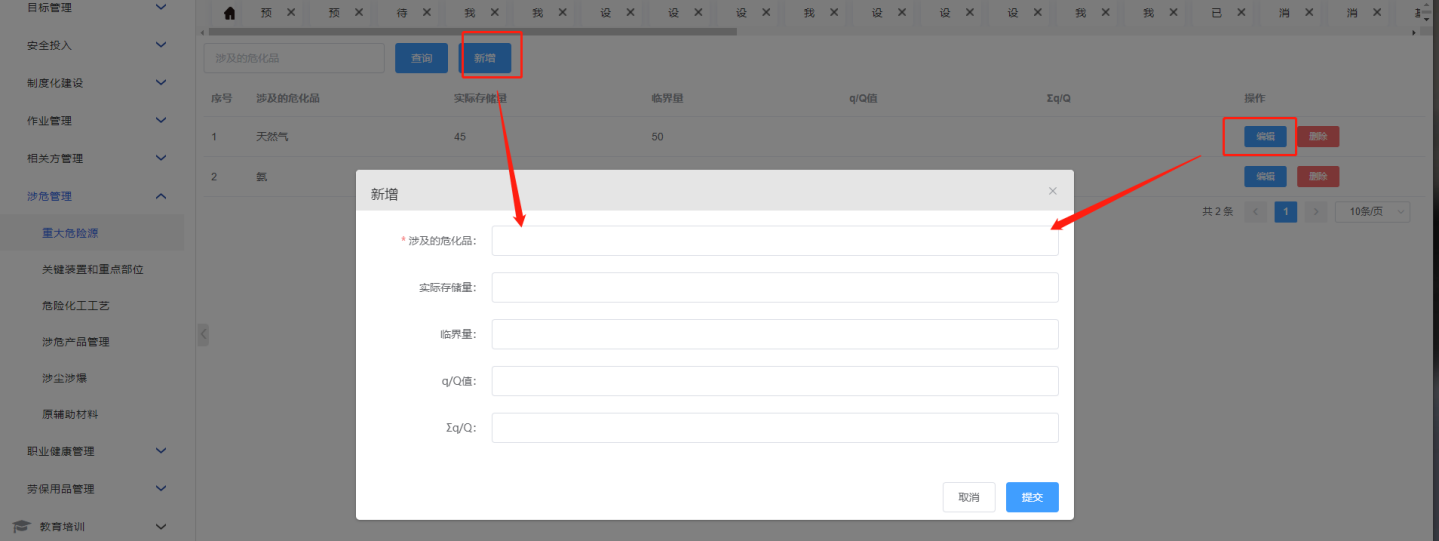 目标管理
安全投入
制度化建设
作业管理
相关方管理
涉危管理
重大危险源
关键装置和重点部位
危险化工工艺
涉危产品管理
涉尘涉爆
原辅助材料
职业健康管理
劳保用品管理
教育培训
预 × 预 × 待 × 我 × 我 × 设 × 设 × 设 × 我 × 设 × 设 × 设 × 我 × 我 × 已 × 消 × 消 ×
涉及的危化品 查询 新增
序号 涉及的危化品 实际存储量 临界量 q/Q值 Σq/Q 操作
1 天然气 45 50 编辑 删除
2 氨 编辑 删除
共 2 条 1 10条/页
新增
* 涉及的危化品:
实际存储量:
临界量:
q/Q值:
Σq/Q:
取消 提交